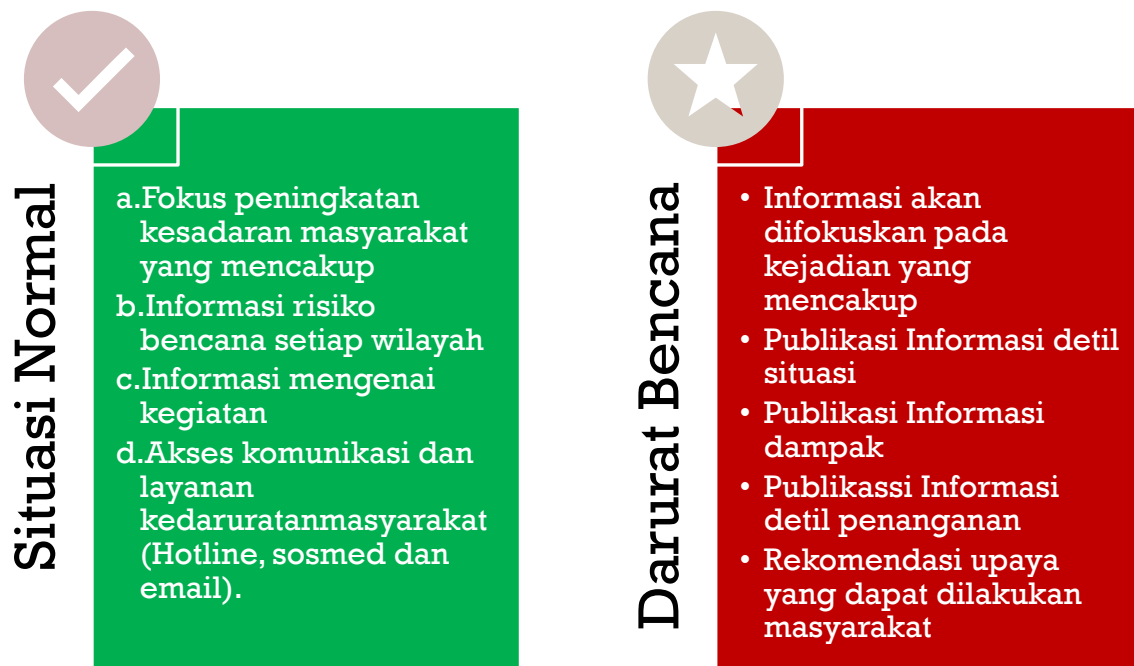 Situasi Normal
a.Fokus peningkatan
kesadaran masyarakat
yang mencakup
b.Informasi risiko
bencana setiap wilayah
c.Informasi mengenai
kegiatan
d.Akses komunikasi dan
layanan
kedaruratanmasyarakat
(Hotline, sosmed dan
email).
Darurat Bencana
• Informasi akan
difokuskan pada
kejadian yang
mencakup
• Publikasi Informasi detil
situasi
• Publikasi Informasi
dampak
• Publikassi Informasi
detil penanganan
• Rekomendasi upaya
yang dapat dilakukan
masyarakat